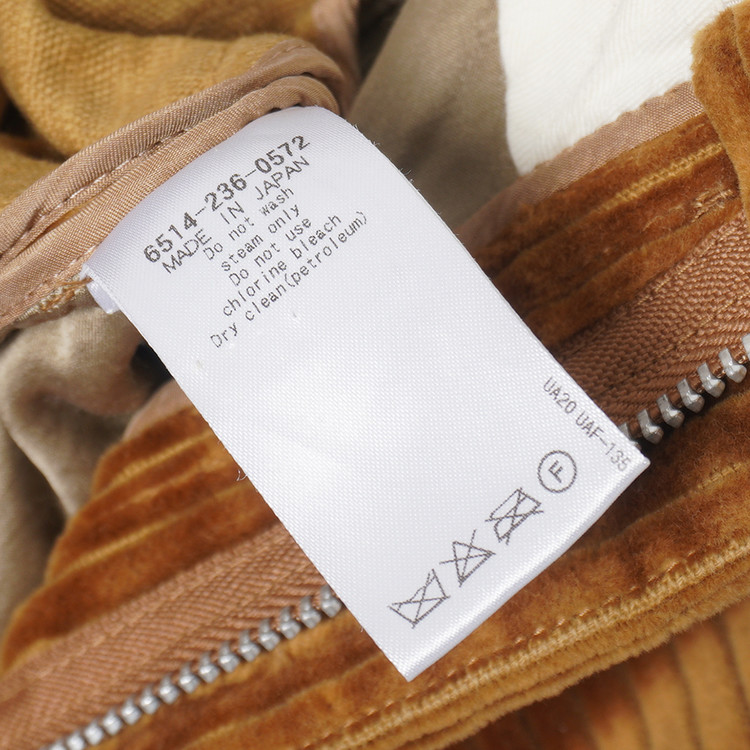 6514-236-0572
MADE IN JAPAN
Do not wash
steam only
Do not use
chlorine bleach
Dry clean(petroleum)
UA20 UAF-135
F